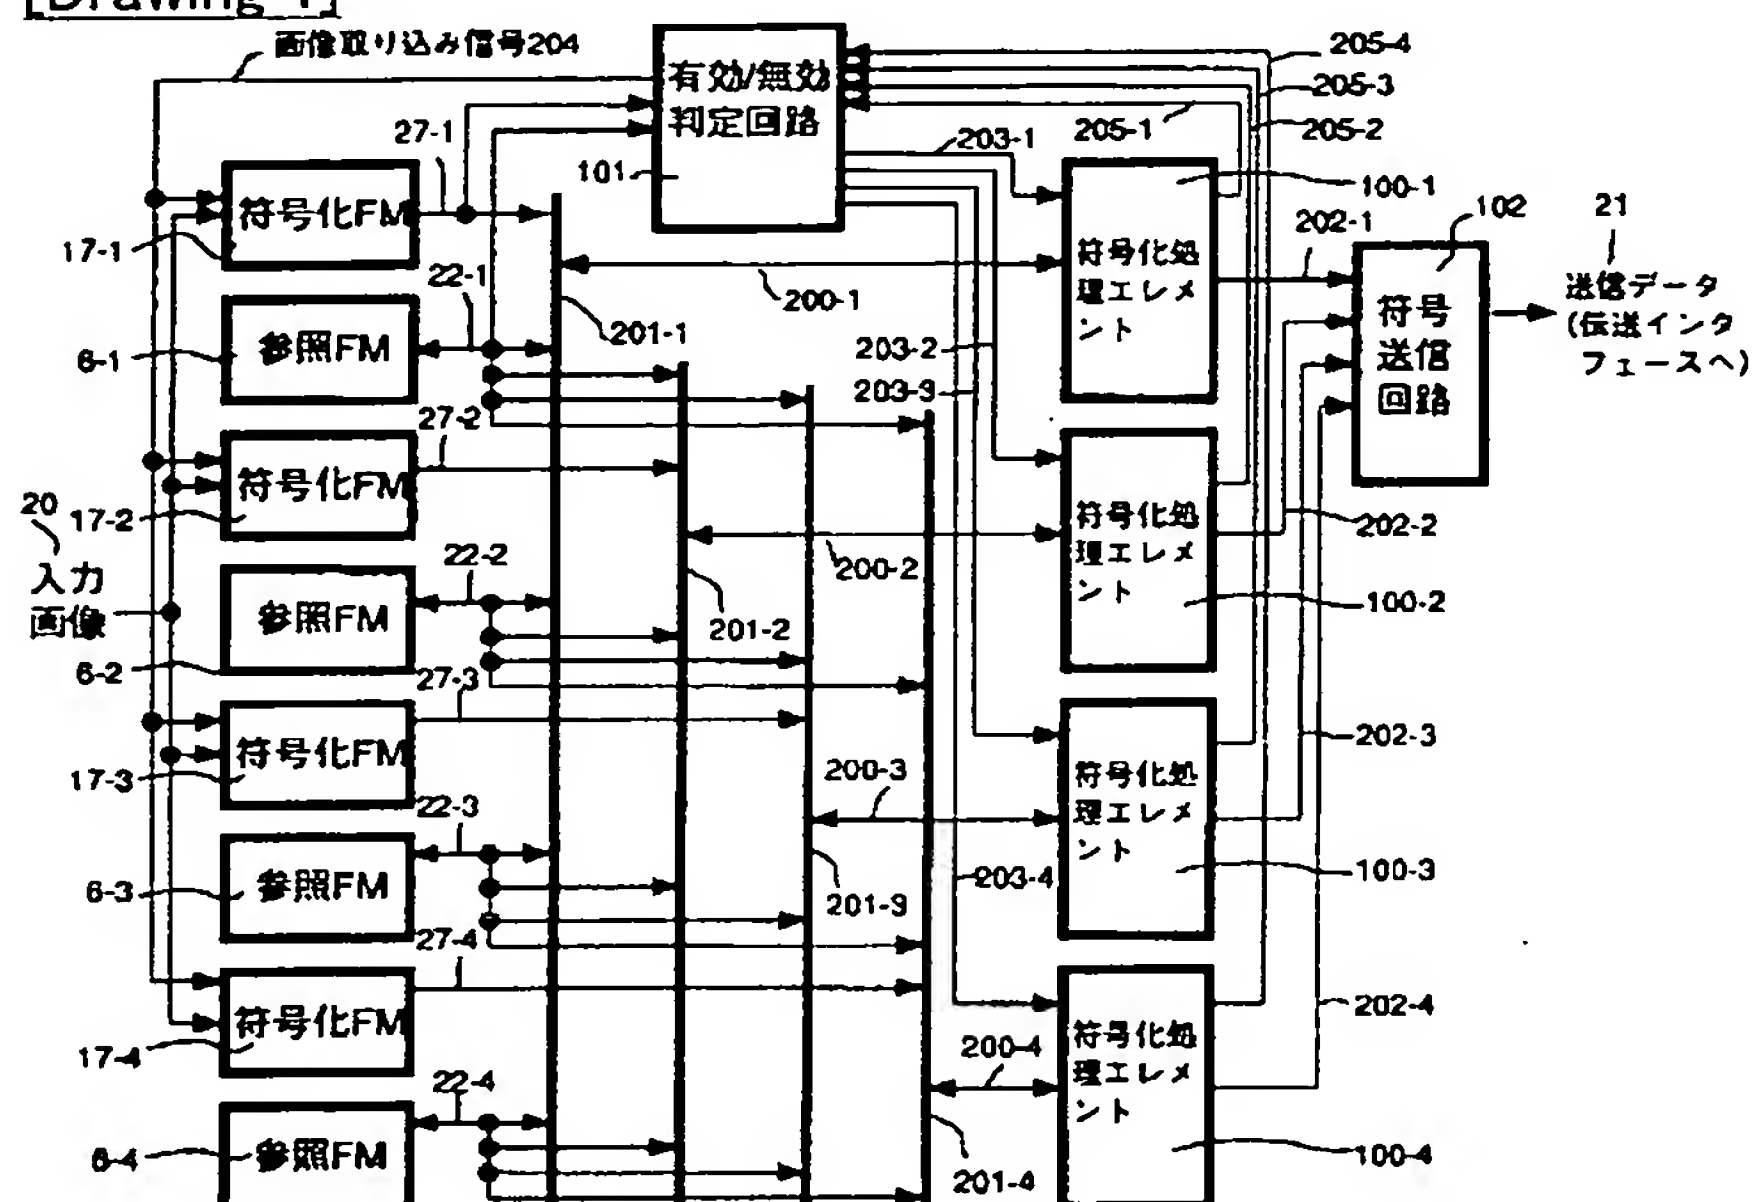 [Drawing 1]
画像取り込み信号204
有効/無効
判定回路
101
205-4
205-3
205-2
205-1
27-1
203-1
符号化FM
17-1
100-1
202-1
102
21
送信データ
(伝送インタ
フェースへ)
符号化処
理エレメ
ント
符号
送信
回路
22-1
200-1
201-1
参照FM
6-1
203-2
203-3
27-2
符号化FM
20
17-2
入力
画像
202-2
符号化処
理エレメ
ント
200-2
22-2
100-2
参照FM
201-2
6-2
27-3
符号化FM
17-3
202-3
200-3
符号化処
理エレメ
ント
22-3
参照FM
6-3
203-4
100-3
201-3
27-4
符号化FM
17-4
202-4
200-4
符号化処
理エレメ
ント
22-4
参照FM
6-4
100-4
201-4